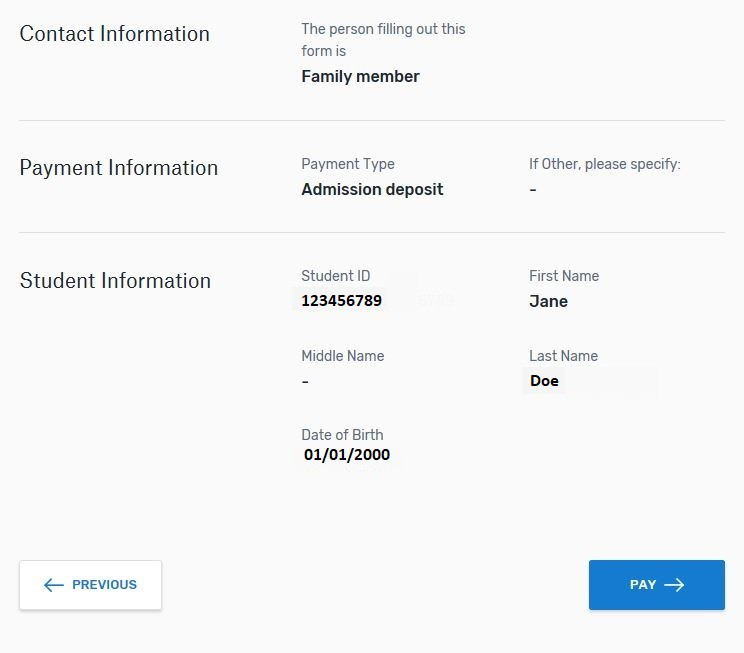 Contact Information
The person filling out this
form is
Family member
Payment Information
Payment Type
If Other, please specify:
Admission deposit
-
Student Information
Student ID
First Name
123456789
Jane
Middle Name
Last Name
-
Doe
Date of Birth
01/01/2000
PREVIOUS
PAY